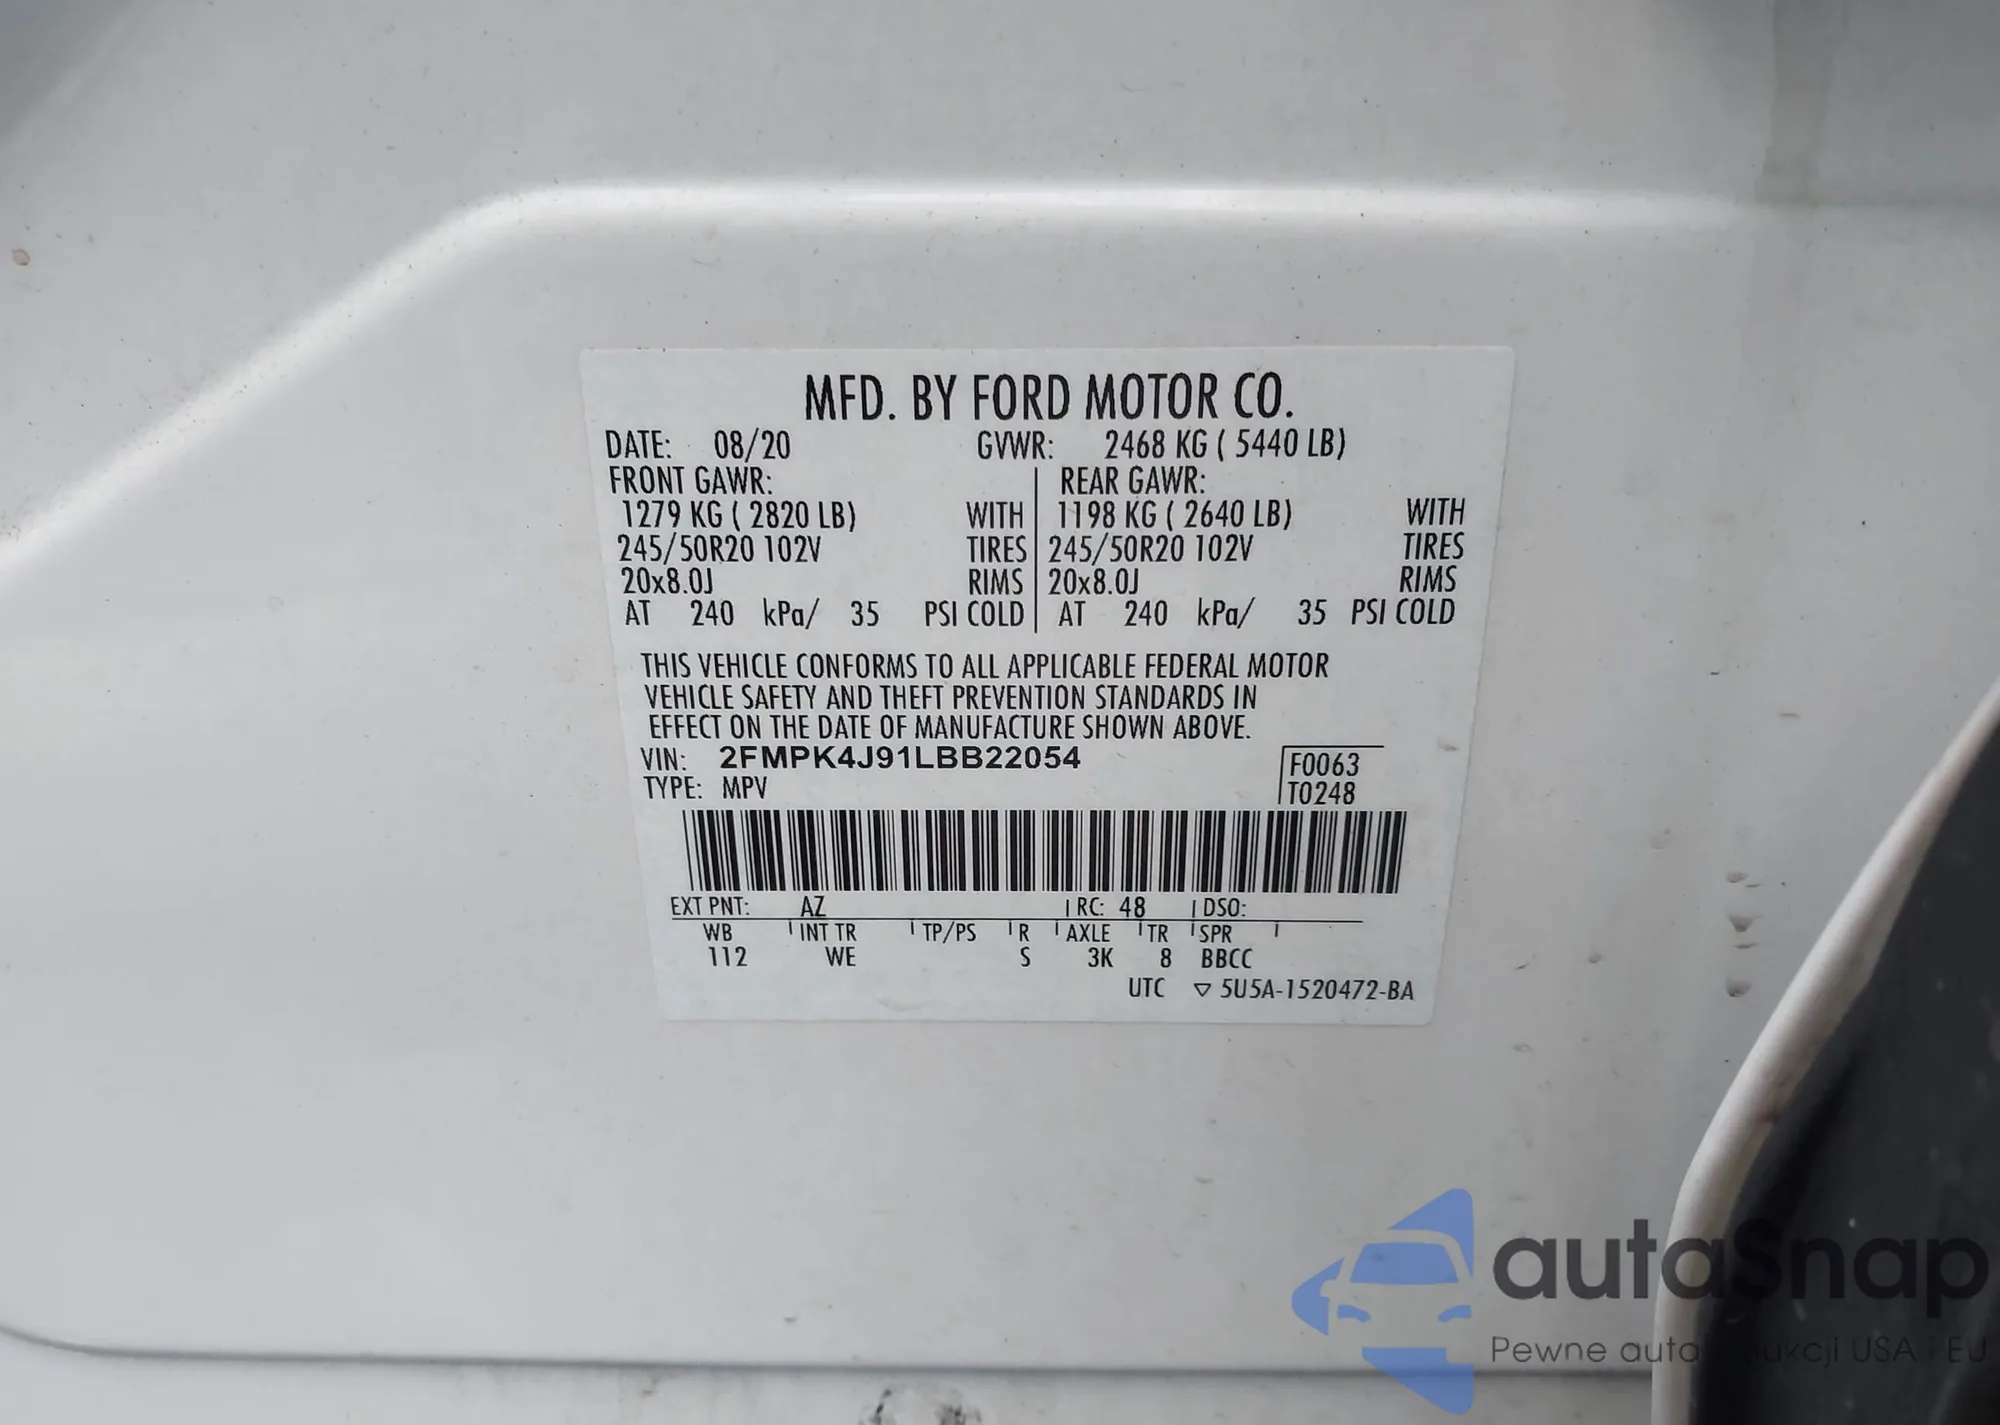 MFD. BY FORD MOTOR CO.
DATE: 08/20 GVWR: 2468 KG ( 5440 LB)
FRONT GAWR: REAR GAWR:
1279 KG ( 2820 LB) WITH 1198 KG ( 2640 LB) WITH
245/50R20 102V TIRES 245/50R20 102V TIRES
20x8.0J RIMS 20x8.0J RIMS
AT 240 kPa/ 35 PSI COLD AT 240 kPa/ 35 PSI COLD
THIS VEHICLE CONFORMS TO ALL APPLICABLE FEDERAL MOTOR
VEHICLE SAFETY AND THEFT PREVENTION STANDARDS IN
EFFECT ON THE DATE OF MANUFACTURE SHOWN ABOVE.
VIN: 2FMPK4J91LBB22054 F0063
TYPE: MPV T0248
EXT PNT: AZ RC: 48 DSO:
WB INT TR TP/PS R AXLE TR SPR
112 WE S 3K 8 BBCC
UTC ▽ 5U5A-1520472-BA
autaSnap
Pewne auta USA i EU